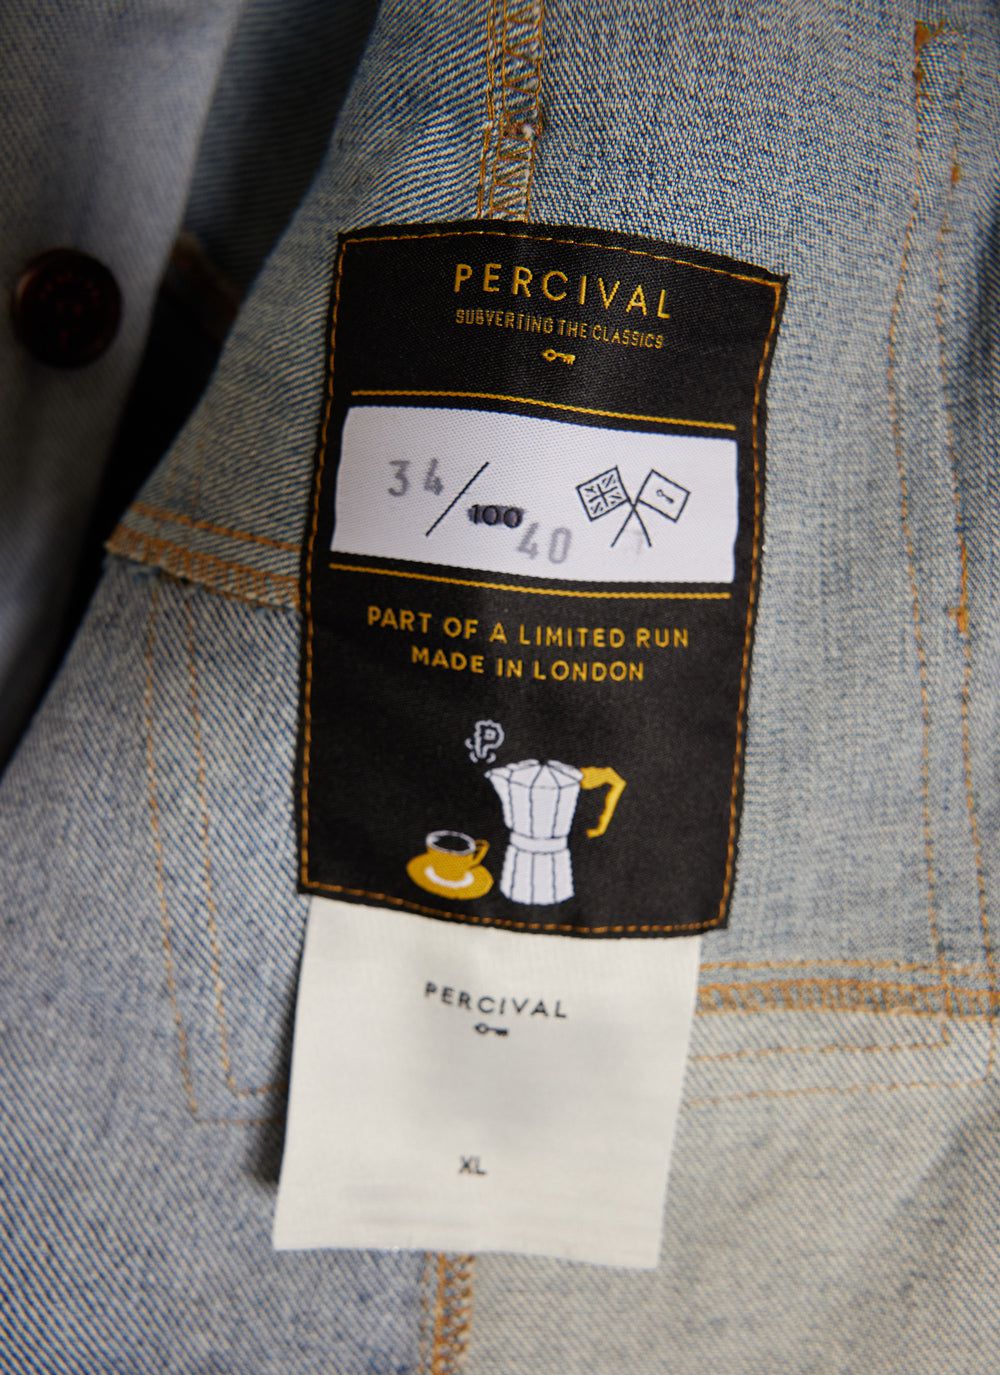 PERCIVAL
SUBVERTING THE CLASSICS
34/100 40
PART OF A LIMITED RUN
MADE IN LONDON
P
PERCIVAL
XL